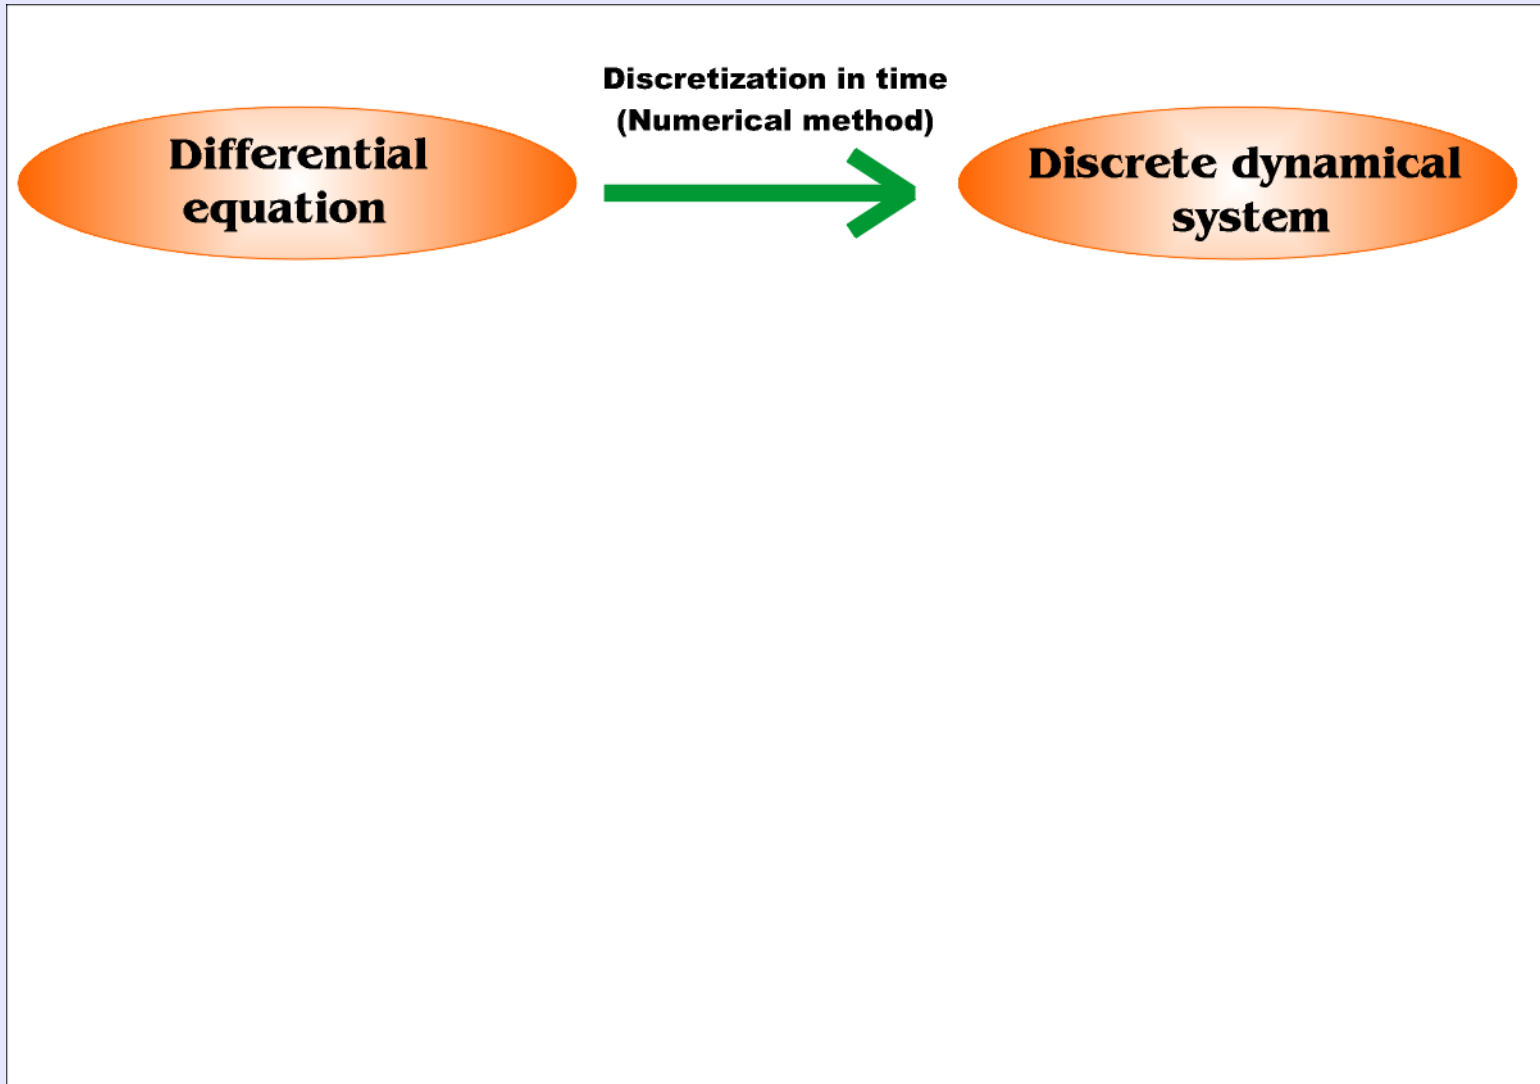 Discretization in time
(Numerical method)
Differential
equation
Discrete dynamical
system